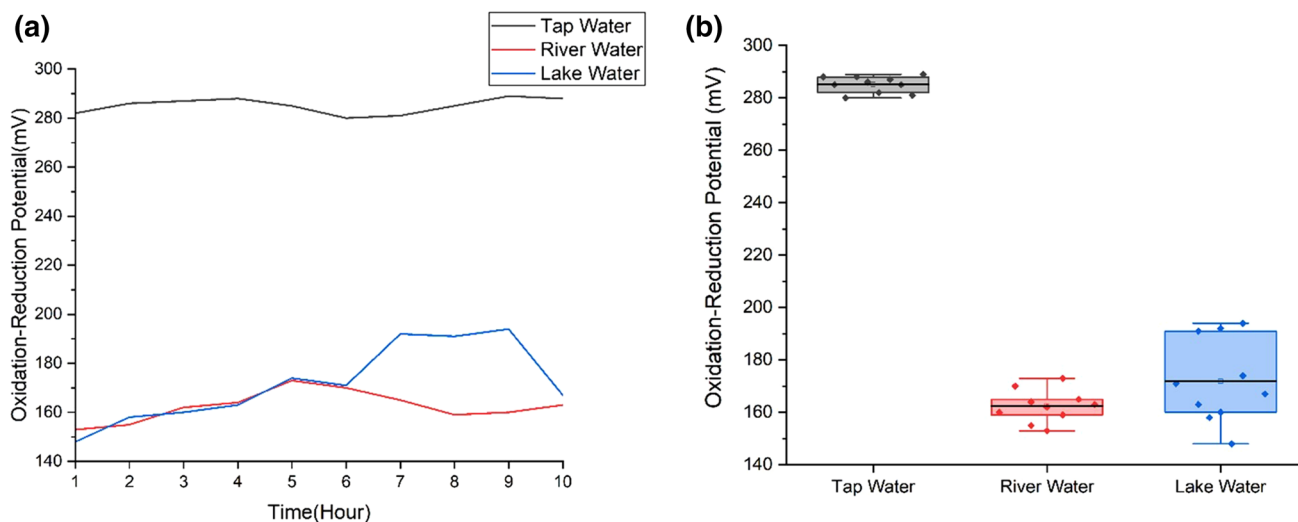 (a)
Tap Water
River Water
Lake Water
Oxidation-Reduction Potential(mV)
300
280
260
240
220
200
180
160
140
1 2 3 4 5 6 7 8 9 10
Time(Hour)
(b)
Oxidation-Reduction Potential (mV)
300
280
260
240
220
200
180
160
140
Tap Water River Water Lake Water